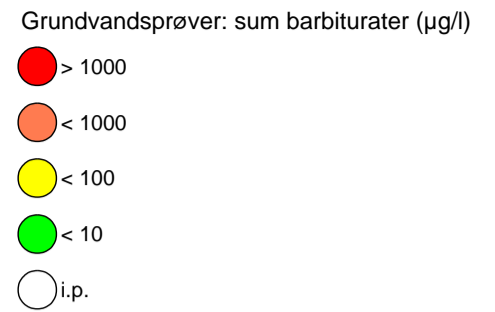 Grundvandsprøver: sum barbiturater (µg/l)
> 1000
< 1000
< 100
< 10
i.p.